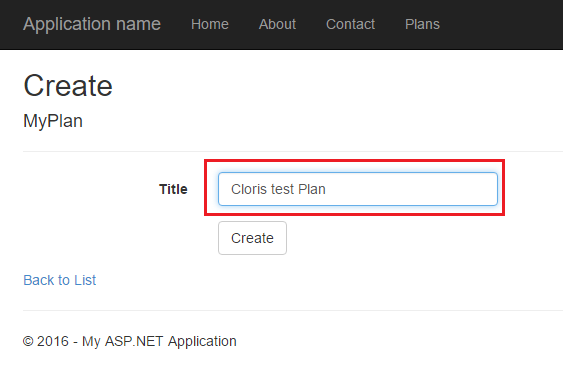 Application name Home About Contact Plans
Create
MyPlan
Title Cloris test Plan
Create
Back to List
© 2016 - My ASP.NET Application